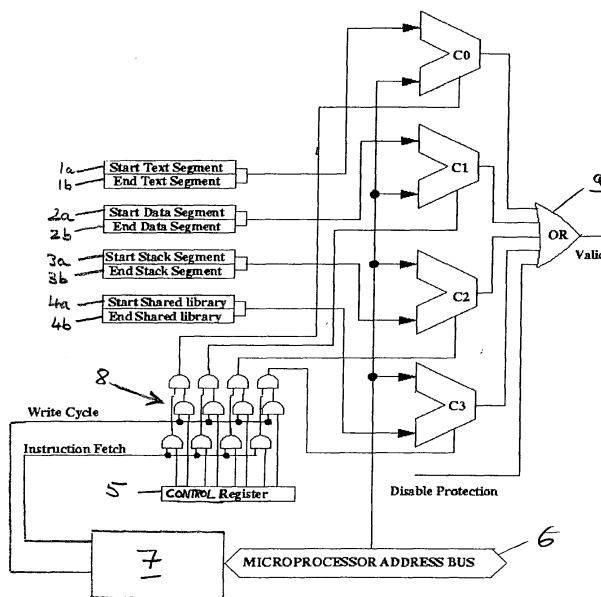 C0
1a
Start Text Segment
1b
End Text Segment
C1
9
2a
Start Data Segment
2b
End Data Segment
OR
Valid
3a
Start Stack Segment
3b
End Stack Segment
C2
4a
Start Shared library
4b
End Shared library
8
C3
Write Cycle
Instruction Fetch
5
CONTROL Register
Disable Protection
7
MICROPROCESSOR ADDRESS BUS
6